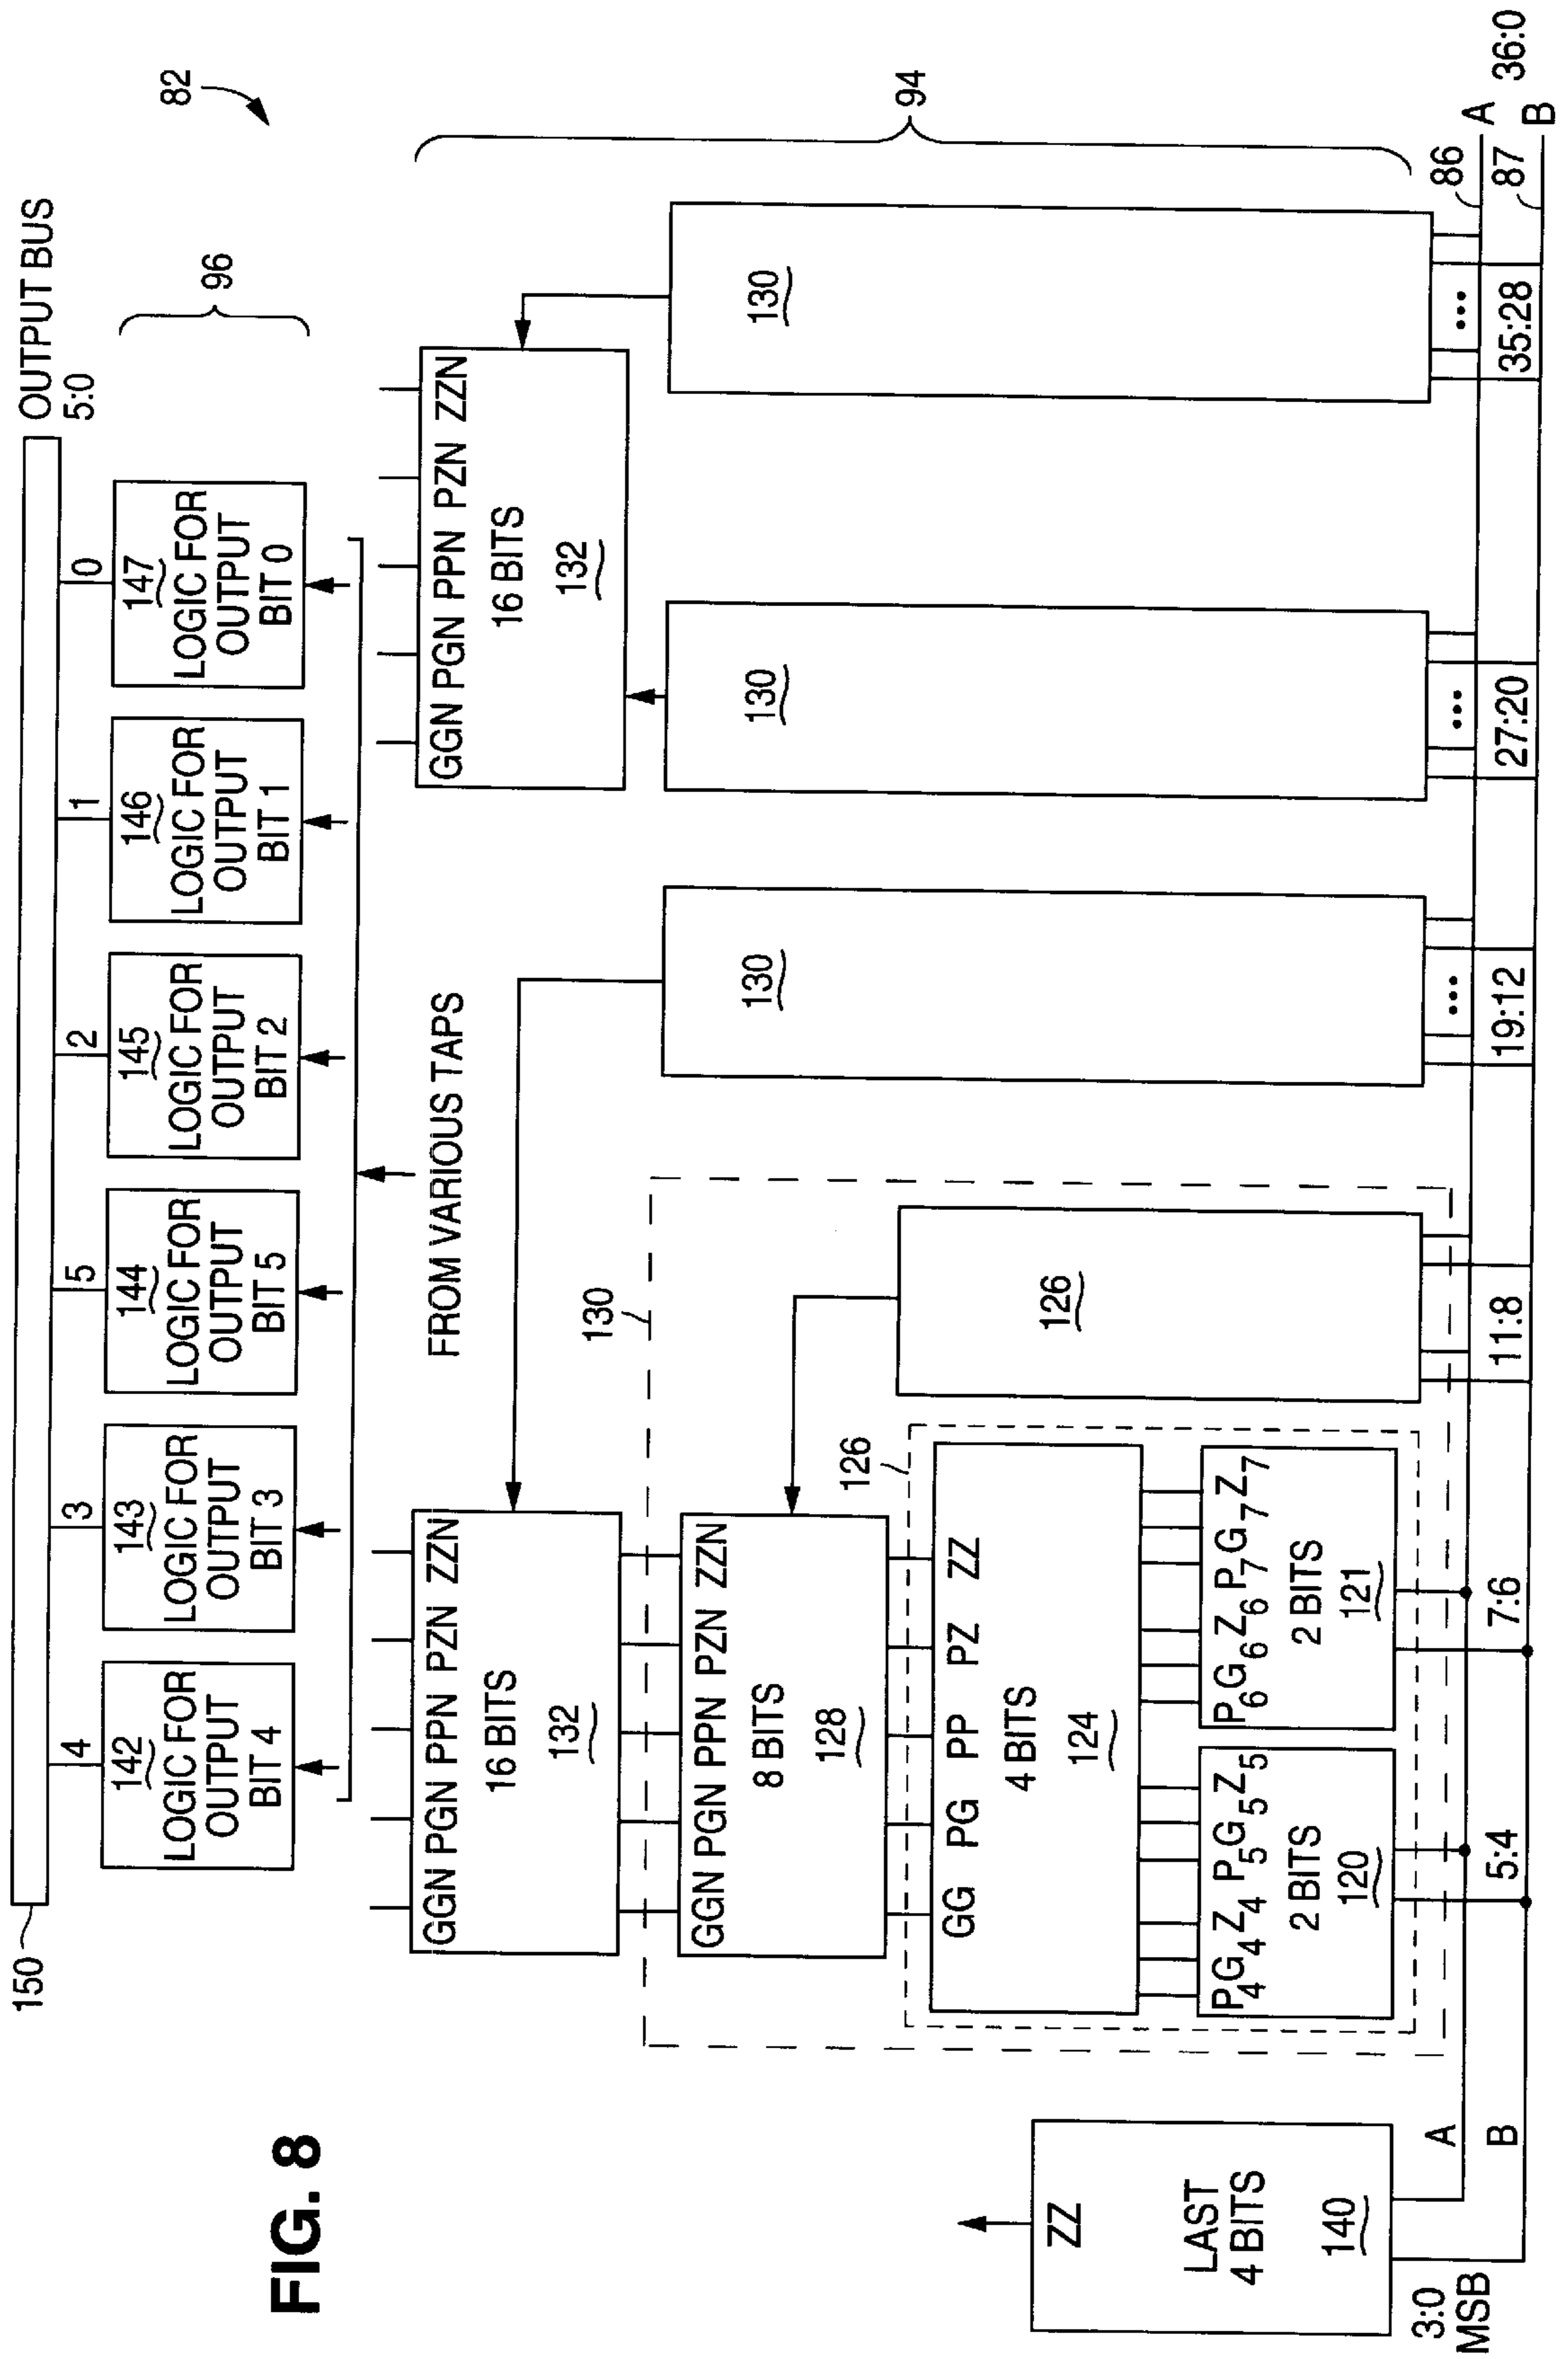 FIG. 8
82
OUTPUT BUS
5:0
150
4
3
5
2
1
0
96
142
LOGIC FOR
OUTPUT
BIT 4
143
LOGIC FOR
OUTPUT
BIT 3
144
LOGIC FOR
OUTPUT
BIT 5
145
LOGIC FOR
OUTPUT
BIT 2
146
LOGIC FOR
OUTPUT
BIT 1
147
LOGIC FOR
OUTPUT
BIT 0
FROM VARIOUS TAPS
94
GGN PGN PPN PZN ZZN
16 BITS
132
GGN PGN PPN PZN ZZN
16 BITS
132
130
GGN PGN PPN PZN ZZN
8 BITS
128
126
GG PG PP PZ ZZ
4 BITS
124
P4G4Z4 P5G5Z5
2 BITS
120
P6G6Z6 P7G7Z7
2 BITS
121
126
130
130
130
ZZ
LAST
4 BITS
140
A
B
3:0
MSB
5:4
7:6
11:8
•••
19:12
•••
27:20
•••
35:28
86
87
A
B
36:0